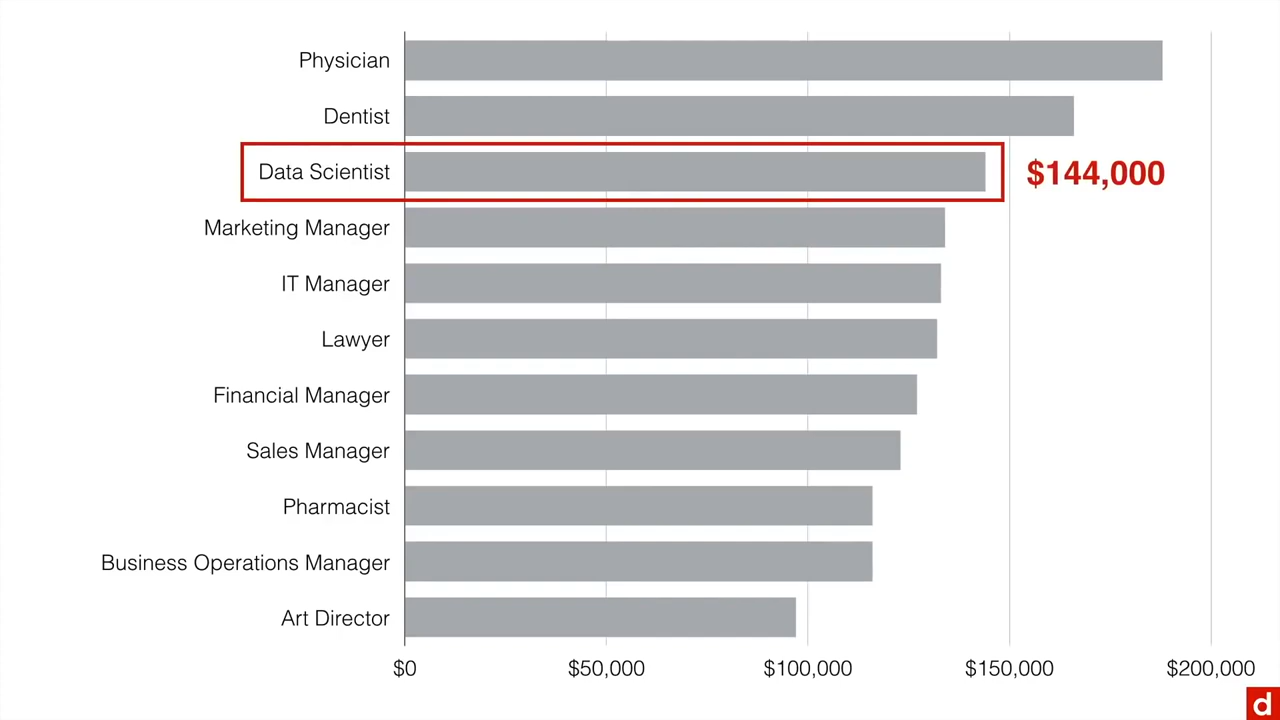 Physician
Dentist
Data Scientist
$144,000
Marketing Manager
IT Manager
Lawyer
Financial Manager
Sales Manager
Pharmacist
Business Operations Manager
Art Director
$0 $50,000 $100,000 $150,000 $200,000
d